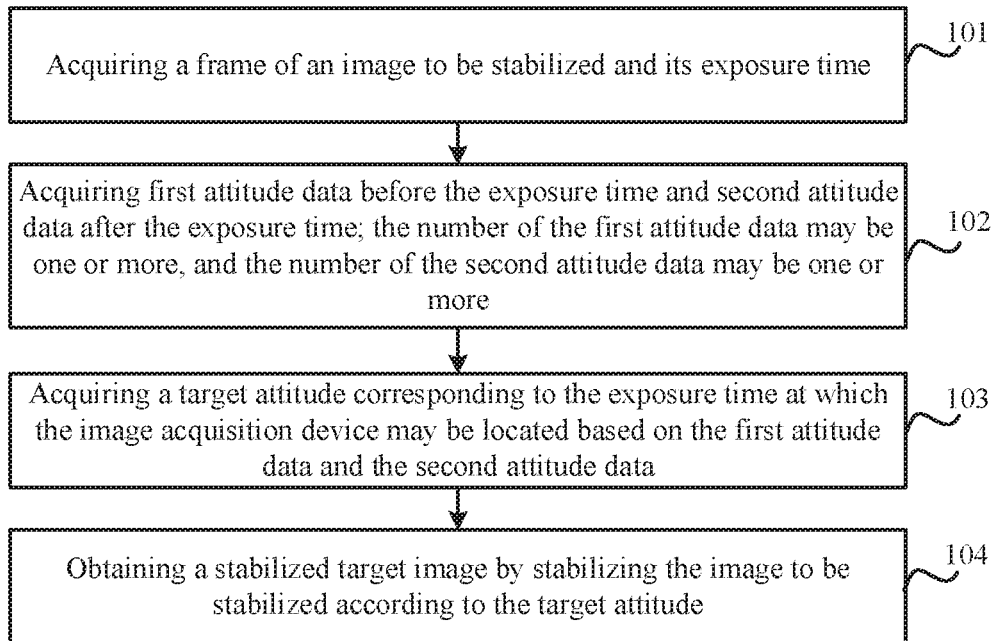 Acquiring a frame of an image to be stabilized and its exposure time
101
Acquiring first attitude data before the exposure time and second attitude
data after the exposure time; the number of the first attitude data may be
one or more, and the number of the second attitude data may be one or
more
102
Acquiring a target attitude corresponding to the exposure time at which
the image acquisition device may be located based on the first attitude
data and the second attitude data
103
Obtaining a stabilized target image by stabilizing the image to be
stabilized according to the target attitude
104